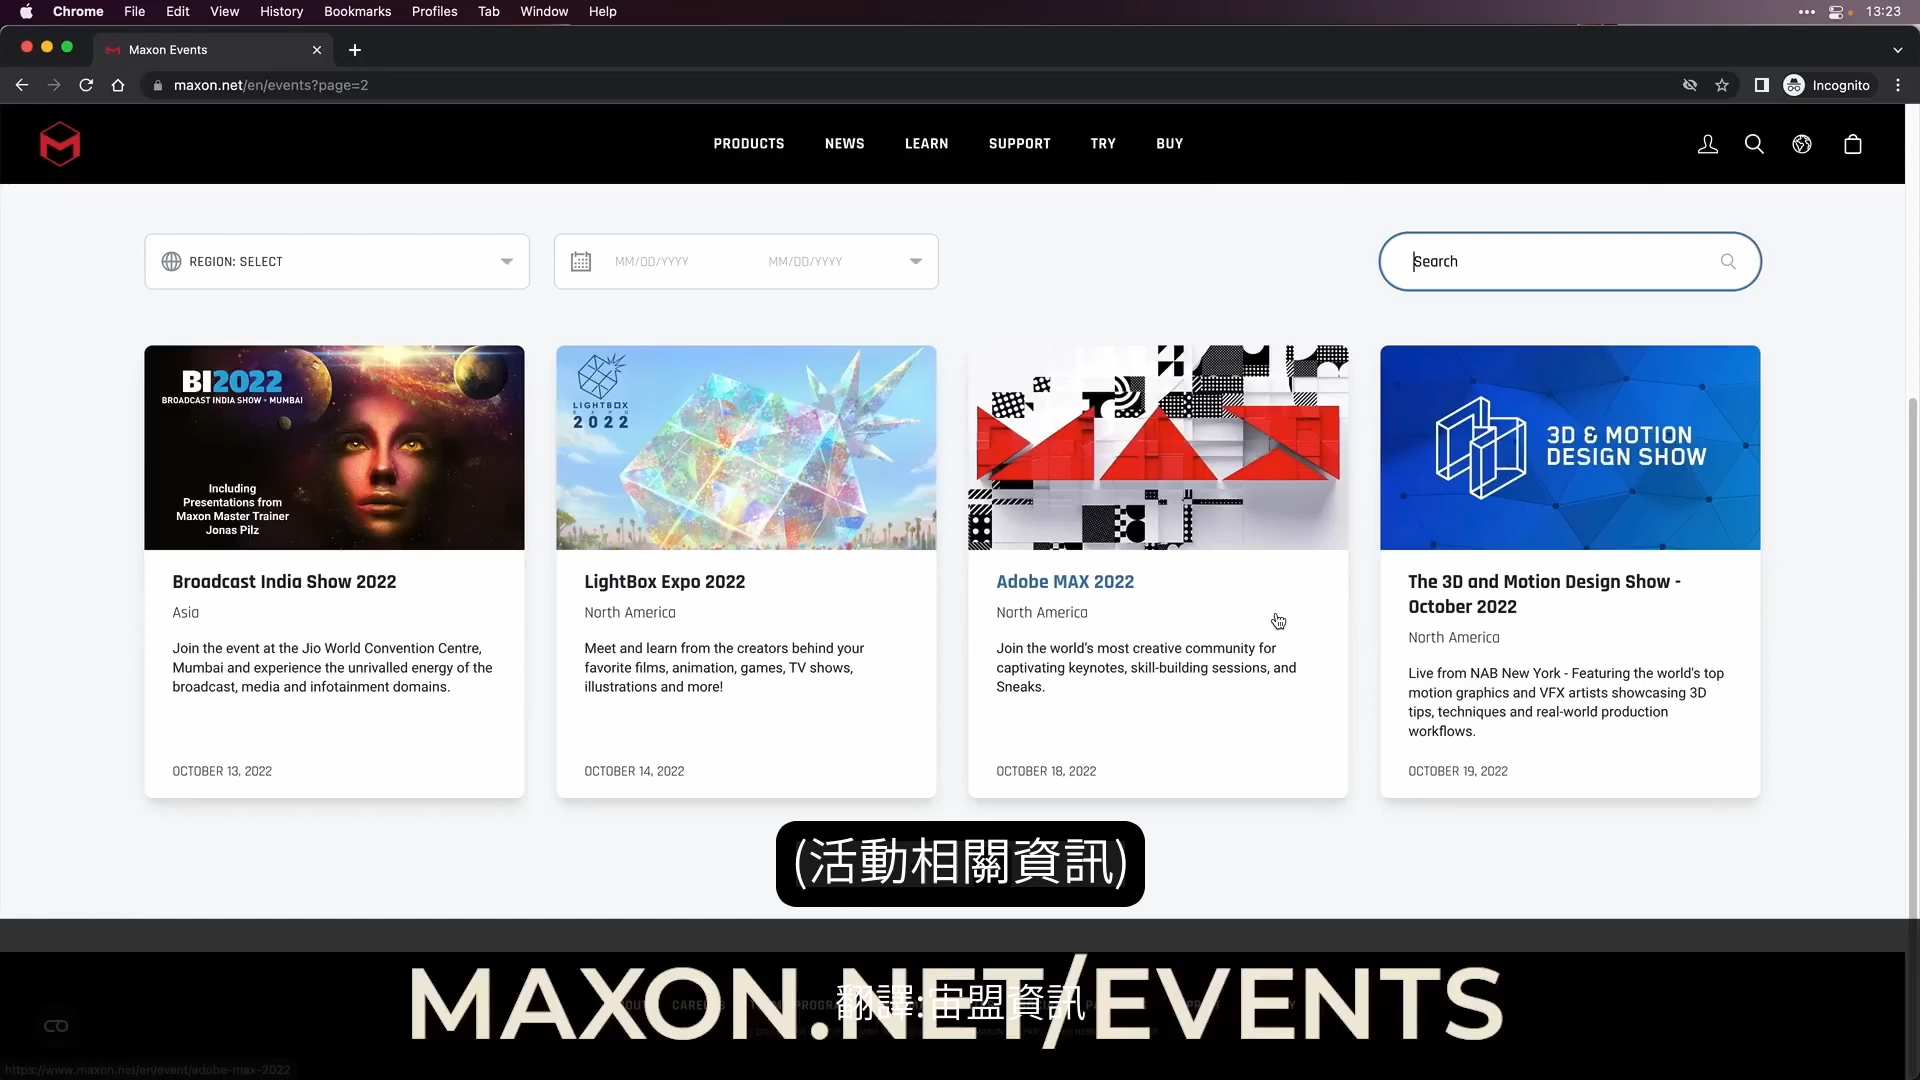 Chrome File Edit View History Bookmarks Profiles Tab Window Help 13:23
Maxon Events
maxon.net/en/events?page=2 Incognito
PRODUCTS NEWS LEARN SUPPORT TRY BUY
REGION: SELECT MM/DD/YYYY MM/DD/YYYY Search
BI2022
BROADCAST INDIA SHOW - MUMBAI
Including
Presentations from
Maxon Master Trainer
Jonas Pilz
Broadcast India Show 2022
Asia
Join the event at the Jio World Convention Centre,
Mumbai and experience the unrivalled energy of the
broadcast, media and infotainment domains.
OCTOBER 13, 2022
LIGHTBOX
EXPO
2022
LightBox Expo 2022
North America
Meet and learn from the creators behind your
favorite films, animation, games, TV shows,
illustrations and more!
OCTOBER 14, 2022
MAX
Adobe MAX 2022
North America
Join the world's most creative community for
captivating keynotes, skill-building sessions, and
Sneaks.
OCTOBER 18, 2022
3D & MOTION
DESIGN SHOW
The 3D and Motion Design Show -
October 2022
North America
Live from NAB New York - Featuring the world's top
motion graphics and VFX artists showcasing 3D
tips, techniques and real-world production
workflows.
OCTOBER 19, 2022
(活動相關資訊)
MAXON.NET/EVENTS
翻譯:宙盟資訊
https://www.maxon.net/en/event/adobe-max-2022